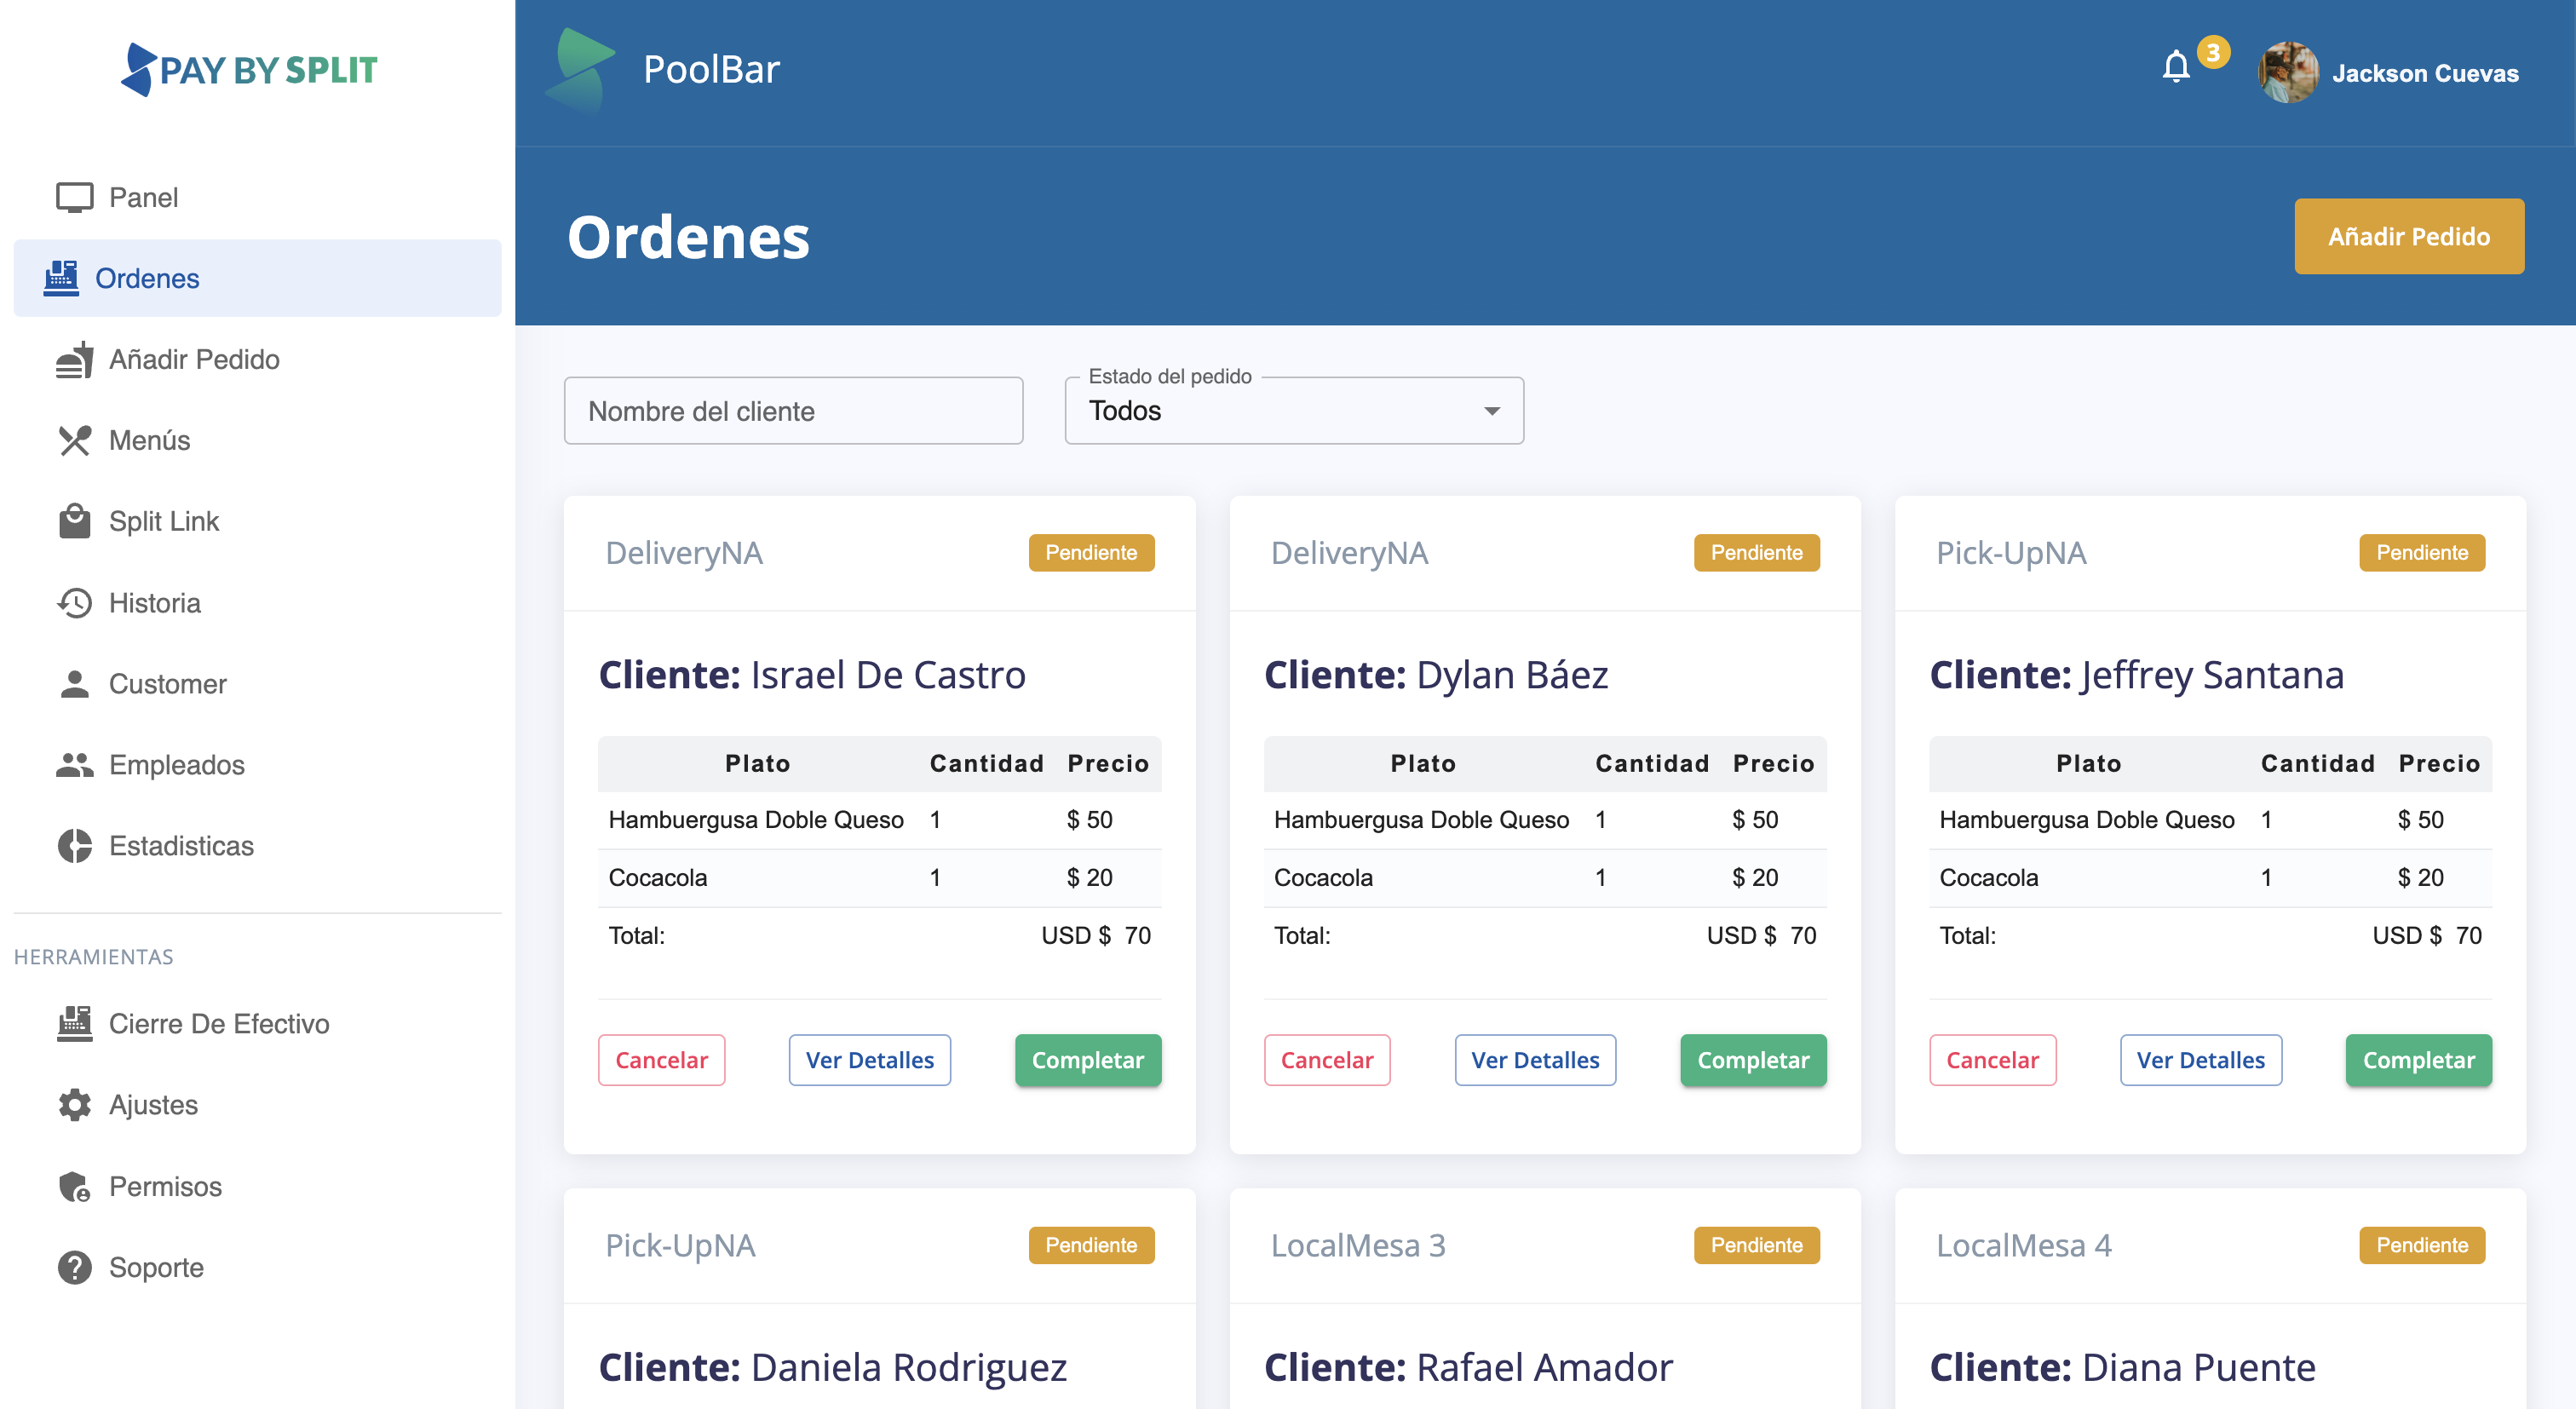 PAY BY SPLIT
Panel
Ordenes
Añadir Pedido
Menús
Split Link
Historia
Customer
Empleados
Estadisticas
HERRAMIENTAS
Cierre De Efectivo
Ajustes
Permisos
Soporte
PoolBar
3
Jackson Cuevas
Ordenes
Añadir Pedido
Nombre del cliente
Estado del pedido
Todos
DeliveryNA Pendiente
Cliente: Israel De Castro
Plato Cantidad Precio
Hambuergusa Doble Queso 1 $ 50
Cocacola 1 $ 20
Total: USD $ 70
Cancelar Ver Detalles Completar
DeliveryNA Pendiente
Cliente: Dylan Báez
Plato Cantidad Precio
Hambuergusa Doble Queso 1 $ 50
Cocacola 1 $ 20
Total: USD $ 70
Cancelar Ver Detalles Completar
Pick-UpNA Pendiente
Cliente: Jeffrey Santana
Plato Cantidad Precio
Hambuergusa Doble Queso 1 $ 50
Cocacola 1 $ 20
Total: USD $ 70
Cancelar Ver Detalles Completar
Pick-UpNA Pendiente
Cliente: Daniela Rodriguez
LocalMesa 3 Pendiente
Cliente: Rafael Amador
LocalMesa 4 Pendiente
Cliente: Diana Puente